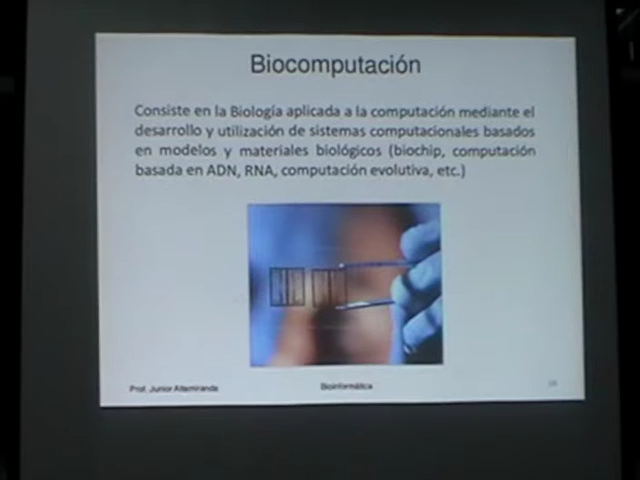 Biocomputación
Consiste en la Biología aplicada a la computación mediante el
desarrollo y utilización de sistemas computacionales basados
en modelos y materiales biológicos (biochip, computación
basada en ADN, RNA, computación evolutiva, etc.)
Prof. Junior Altamiranda
Bioinformática